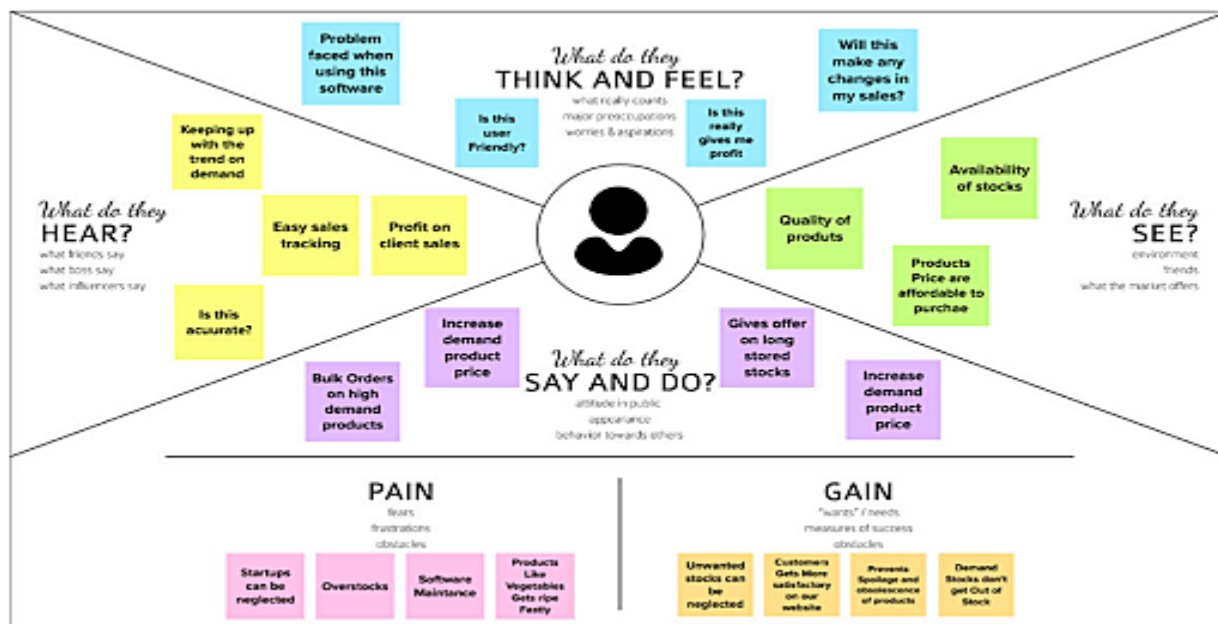 Problem
faced when
using this
software
What do they
THINK AND FEEL?
what really counts
major preoccupations
worries & aspirations
Will this
make any
changes in
my sales?
Is this
user
Friendly?
Is this
really
gives me
profit
Keeping up
with the
trend on
demand
What do they
HEAR?
what friends say
what boss say
what influencers say
Easy sales
tracking
Profit on
client sales
Is this
acuurate?
Availability
of stocks
Quality of
produts
Products
Price are
affordable to
purchae
What do they
SEE?
environment
friends
what the market offers
Increase
demand
product
price
Bulk Orders
on high
demand
products
What do they
SAY AND DO?
attitude in public
appearance
behavior towards others
Gives offer
on long
stored
stocks
Increase
demand
product
price
PAIN
fears
frustrations
obstacles
Startups
can be
neglected
Overstocks
Software
Maintance
Products
Like
Vegetables
Gets ripe
Fastly
GAIN
"wants" / needs
measures of success
obstacles
Unwanted
stocks can
be
neglected
Customers
Gets More
satisfactory
on our
website
Prevents
Spoilage and
obsolescence
of products
Demand
Stocks don't
get Out of
Stock